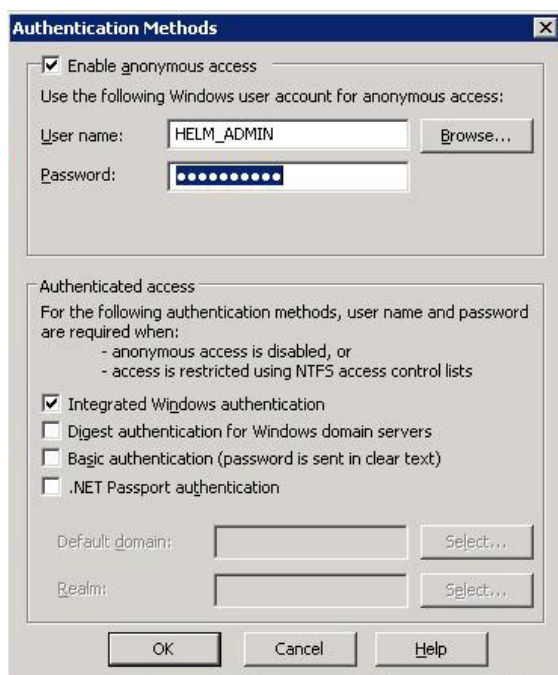 Authentication Methods
Enable anonymous access
Use the following Windows user account for anonymous access:
User name: HELM_ADMIN Browse...
Password: ●●●●●●●●●●
Authenticated access
For the following authentication methods, user name and password
are required when:
- anonymous access is disabled, or
- access is restricted using NTFS access control lists
Integrated Windows authentication
Digest authentication for Windows domain servers
Basic authentication (password is sent in clear text)
.NET Passport authentication
Default domain: Select...
Realm: Select...
OK Cancel Help